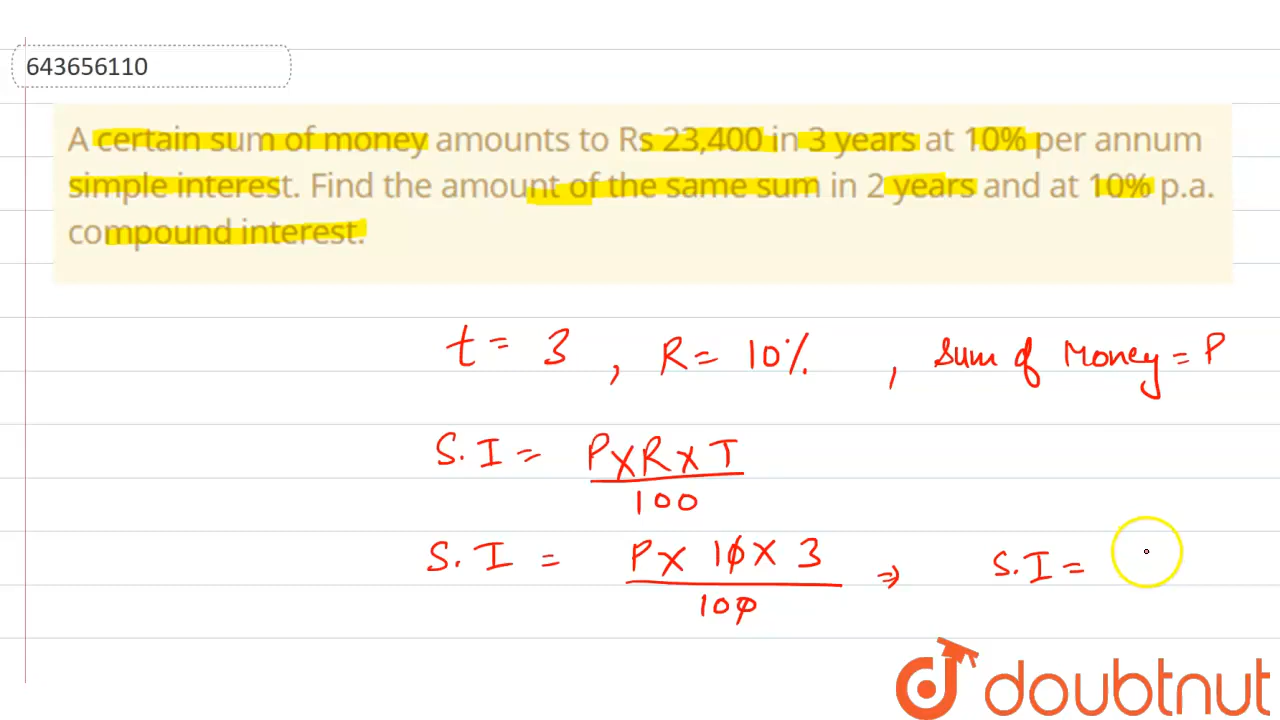 643656110
A certain sum of money amounts to Rs 23,400 in 3 years at 10% per annum
simple interest. Find the amount of the same sum in 2 years and at 10% p.a.
compound interest.
t = 3 , R = 10% , Sum of Money = P
S.I = P X R X T
100
S.I = P X 10 X 3 ⇒ S.I =
100
doubtnut